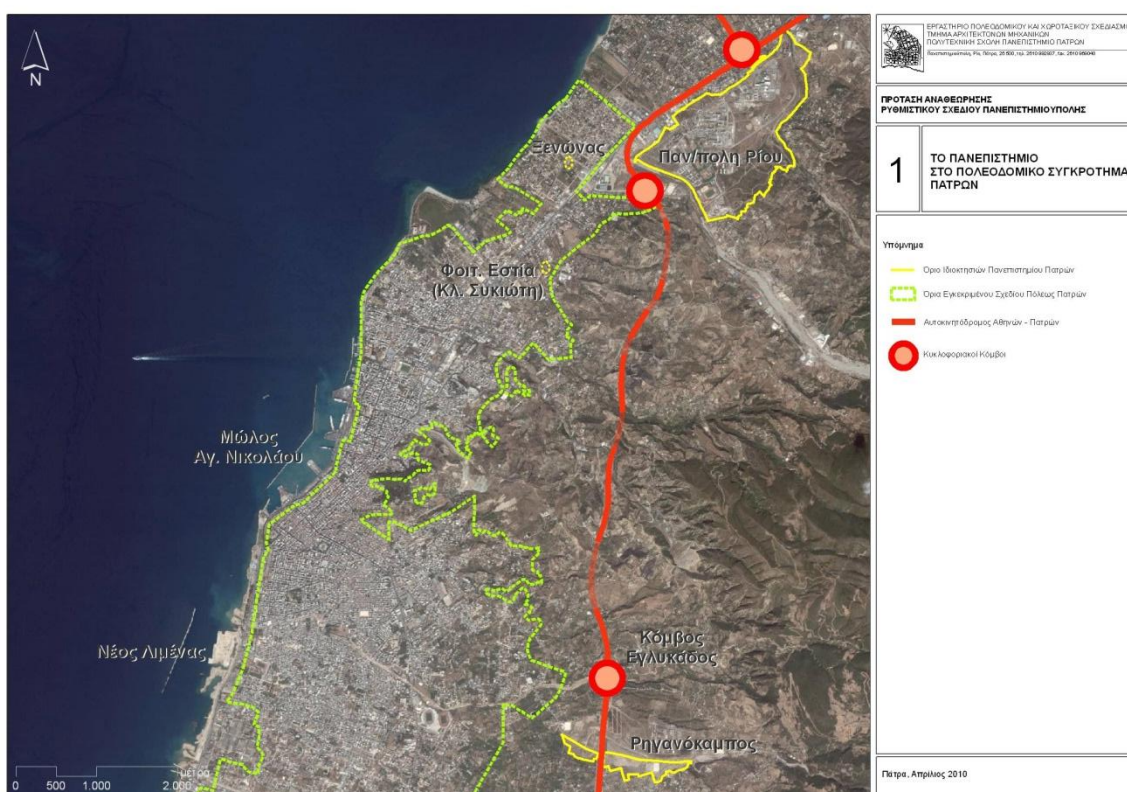 ΕΡΓΑΣΤΗΡΙΟ ΠΟΛΕΟΔΟΜΙΚΟΥ ΚΑΙ ΧΩΡΟΤΑΞΙΚΟΥ ΣΧΕΔΙΑΣΜΟ
ΤΜΗΜΑ ΑΡΧΙΤΕΚΤΟΝΩΝ ΜΗΧΑΝΙΚΩΝ
ΠΟΛΥΤΕΧΝΙΚΗ ΣΧΟΛΗ ΠΑΝΕΠΙΣΤΗΜΙΟ ΠΑΤΡΩΝ
ΠΡΟΤΑΣΗ ΑΝΑΘΕΩΡΗΣΗΣ
ΡΥΘΜΙΣΤΙΚΟΥ ΣΧΕΔΙΟΥ ΠΑΝΕΠΙΣΤΗΜΙΟΥΠΟΛΗΣ
1
ΤΟ ΠΑΝΕΠΙΣΤΗΜΙΟ
ΣΤΟ ΠΟΛΕΟΔΟΜΙΚΟ ΣΥΓΚΡΟΤΗΜΑ
ΠΑΤΡΩΝ
Υπόμνημα
Όριο Ιδιοκτησιών Πανεπιστημίου Πατρών
Όρια Εγκεκριμένου Σχεδίου Πόλεως Πατρών
Αυτοκινητόδρομος Αθηνών - Πατρών
Κυκλοφοριακοί Κόμβοι
Πάτρα, Απρίλιος 2010
N
Ξενώνας
Παν/πολη Ρίου
Φοιτ. Εστία
(Κλ. Συκιώτη)
Μώλος
Αγ. Νικολάου
Νέος Λιμένας
Κόμβος
Εγλυκάδος
Ρηγανόκαμπος
μέτρα
0 500 1.000 2.000